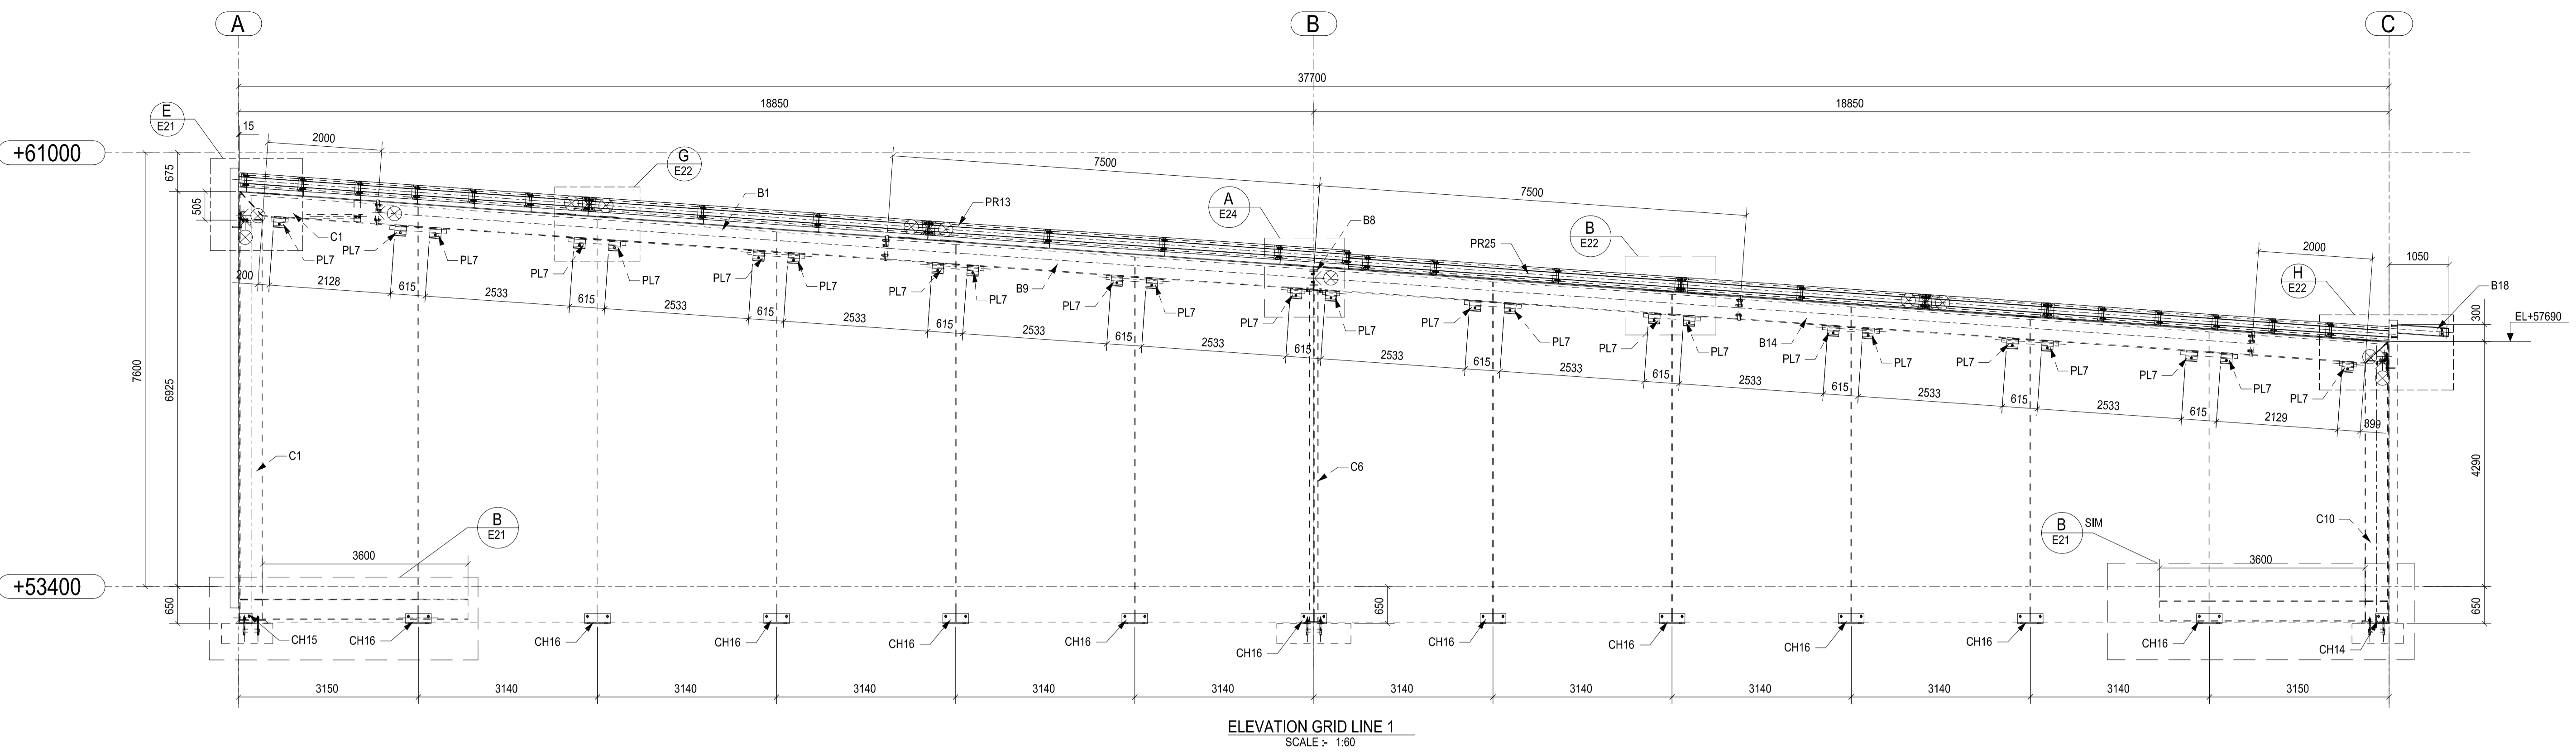 A
B
C
37700
18850
18850
E
E21
15
2000
+61000
675
505
G
E22
B1
PR13
7500
7500
A
E24
B8
B
E22
PR25
2000
1050
H
E22
B18
300
EL+57690
C1
PL7
PL7
PL7
PL7
PL7
PL7
PL7
PL7
PL7
B9
PL7
PL7
PL7
PL7
PL7
PL7
PL7
PL7
B14
PL7
PL7
PL7
PL7
PL7
PL7
PL7
200
2128
615
2533
615
2533
615
2533
615
2533
615
2533
615
2533
615
2533
615
2533
615
2533
615
2533
615
2129
899
7600
6925
4290
C1
C6
C10
B
E21
3600
B
E21
SIM
3600
+53400
650
650
650
CH15
CH16
CH16
CH16
CH16
CH16
CH16
CH16
CH16
CH16
CH16
CH16
CH14
3150
3140
3140
3140
3140
3140
3140
3140
3140
3140
3140
3150
ELEVATION GRID LINE 1
SCALE :- 1:60